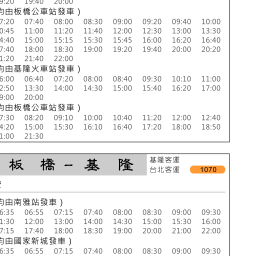 9:20 19:40 20:00
均由板橋公車站發車）
7:20 07:40 08:00 08:30 09:00 09:20 09:40 10:00
0:45 11:00 11:20 11:40 12:00 12:30 13:00 13:30
4:40 15:00 15:15 15:30 15:45 16:00 16:20 16:40
7:40 18:00 18:30 19:00 19:20 19:40 20:00 20:20
1:20 21:40 22:00
均由基隆火車站發車）
6:00 06:40 07:20 08:00 08:40 09:30 10:10 11:00
2:50 13:30 14:00 14:30 15:00 15:40 16:20 17:00
9:00 20:00
均由板橋公車站發車）
7:30 08:20 09:10 10:00 10:40 11:20 12:00 12:40
4:20 15:00 15:30 16:10 16:40 17:20 18:00 18:50
1:00 21:30
板 橋 – 基 隆
基隆客運
台北客運 1070
均由南雅站發車）
6:35 06:55 07:15 07:40 08:00 08:30 09:00 09:30
1:30 12:00 13:00 14:00 14:30 15:00 15:30 16:00
7:15 17:40 18:00 18:30 19:00 20:00 21:00 22:00
均由國家新城發車）
6:35 06:55 07:15 07:40 08:00 08:30 09:00 09:30